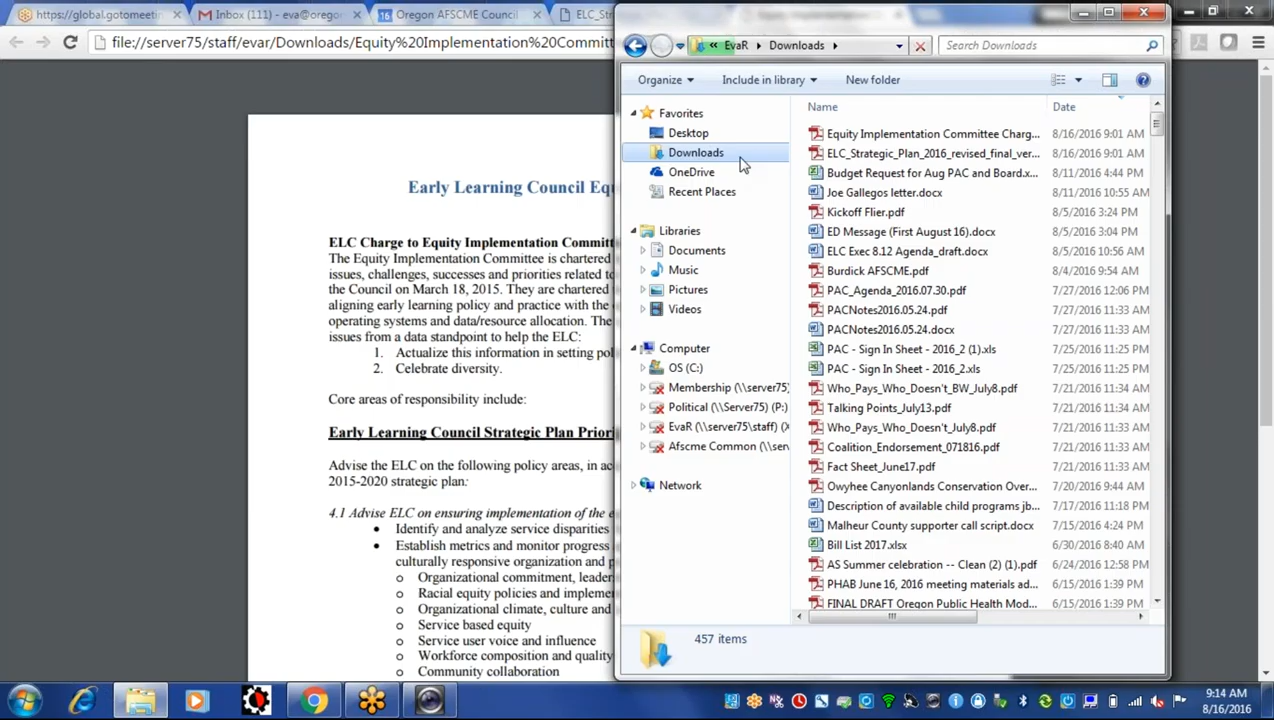 https://global.gotomeeti
Inbox (111) - eva@orego
Oregon AFSCME Council
ELC_Str
file://server75/staff/evar/Downloads/Equity%20Implementation%20Committ
Early Learning Council Equ
ELC Charge to Equity Implementation Committ
The Equity Implementation Committee is chartered
issues, challenges, successes and priorities related to
the Council on March 18, 2015. They are chartered
aligning early learning policy and practice with the
operating systems and data/resource allocation. The
issues from a data standpoint to help the ELC:
1. Actualize this information in setting pol
2. Celebrate diversity.
Core areas of responsibility include:
Early Learning Council Strategic Plan Priori
Advise the ELC on the following policy areas, in ac
2015-2020 strategic plan:
4.1 Advise ELC on ensuring implementation of the e
• Identify and analyze service disparities
• Establish metrics and monitor progress
culturally responsive organization and p
o Organizational commitment, leader
o Racial equity policies and impleme
o Organizational climate, culture and
o Service based equity
o Service user voice and influence
o Workforce composition and quality
o Community collaboration
« EvaR Downloads
Search Downloads
Organize Include in library New folder
Favorites
Desktop
Downloads
OneDrive
Recent Places
Libraries
Documents
Music
Pictures
Videos
Computer
OS (C:)
Membership (\\server75)
Political (\\Server75) (P:)
EvaR (\\server75\staff) (X
Afscme Common (\\serv
Network
Name Date
Equity Implementation Committee Charg... 8/16/2016 9:01 AM
ELC_Strategic_Plan_2016_revised_final_ver... 8/16/2016 9:01 AM
Budget Request for Aug PAC and Board.x... 8/11/2016 4:44 PM
Joe Gallegos letter.docx 8/11/2016 10:55 AM
Kickoff Flier.pdf 8/5/2016 3:24 PM
ED Message (First August 16).docx 8/5/2016 3:04 PM
ELC Exec 8.12 Agenda_draft.docx 8/5/2016 10:56 AM
Burdick AFSCME.pdf 8/4/2016 9:54 AM
PAC_Agenda_2016.07.30.pdf 7/27/2016 12:06 PM
PACNotes2016.05.24.pdf 7/27/2016 11:33 AM
PACNotes2016.05.24.docx 7/27/2016 11:33 AM
PAC - Sign In Sheet - 2016_2 (1).xls 7/25/2016 11:25 PM
PAC - Sign In Sheet - 2016_2.xls 7/25/2016 11:25 PM
Who_Pays_Who_Doesn't_BW_July8.pdf 7/21/2016 11:34 AM
Talking Points_July13.pdf 7/21/2016 11:34 AM
Who_Pays_Who_Doesn't_July8.pdf 7/21/2016 11:34 AM
Coalition_Endorsement_071816.pdf 7/21/2016 11:33 AM
Fact Sheet_June17.pdf 7/21/2016 11:33 AM
Owyhee Canyonlands Conservation Over... 7/20/2016 9:44 AM
Description of available child programs jb... 7/17/2016 11:18 PM
Malheur County supporter call script.docx 7/15/2016 4:24 PM
Bill List 2017.xlsx 6/30/2016 8:40 AM
AS Summer celebration -- Clean (2) (1).pdf 6/24/2016 12:58 PM
PHAB June 16, 2016 meeting materials ad... 6/15/2016 1:39 PM
FINAL DRAFT Oregon Public Health Mod... 6/15/2016 1:39 PM
457 items
9:14 AM
8/16/2016